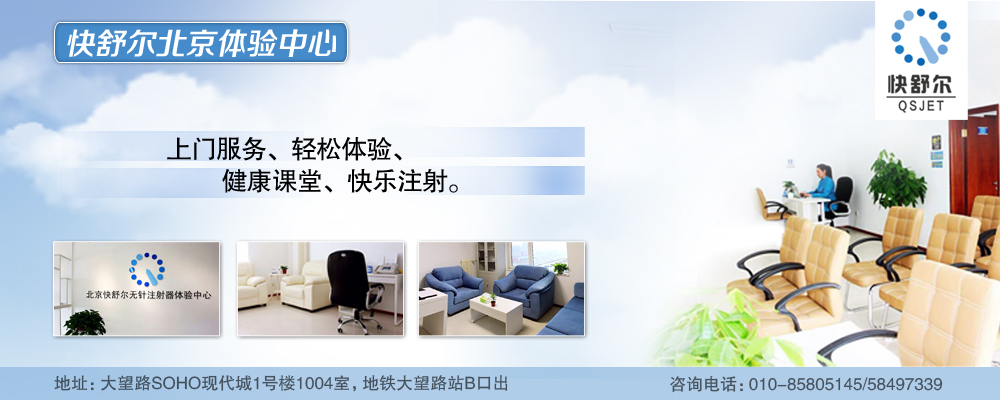 快舒尔北京体验中心
快舒尔
QSJET
上门服务、轻松体验、
健康课堂、快乐注射。
北京快舒尔无针注射器体验中心
地址：大望路SOHO现代城1号楼1004室，地铁大望路站B口出
咨询电话：010-85805145/58497339